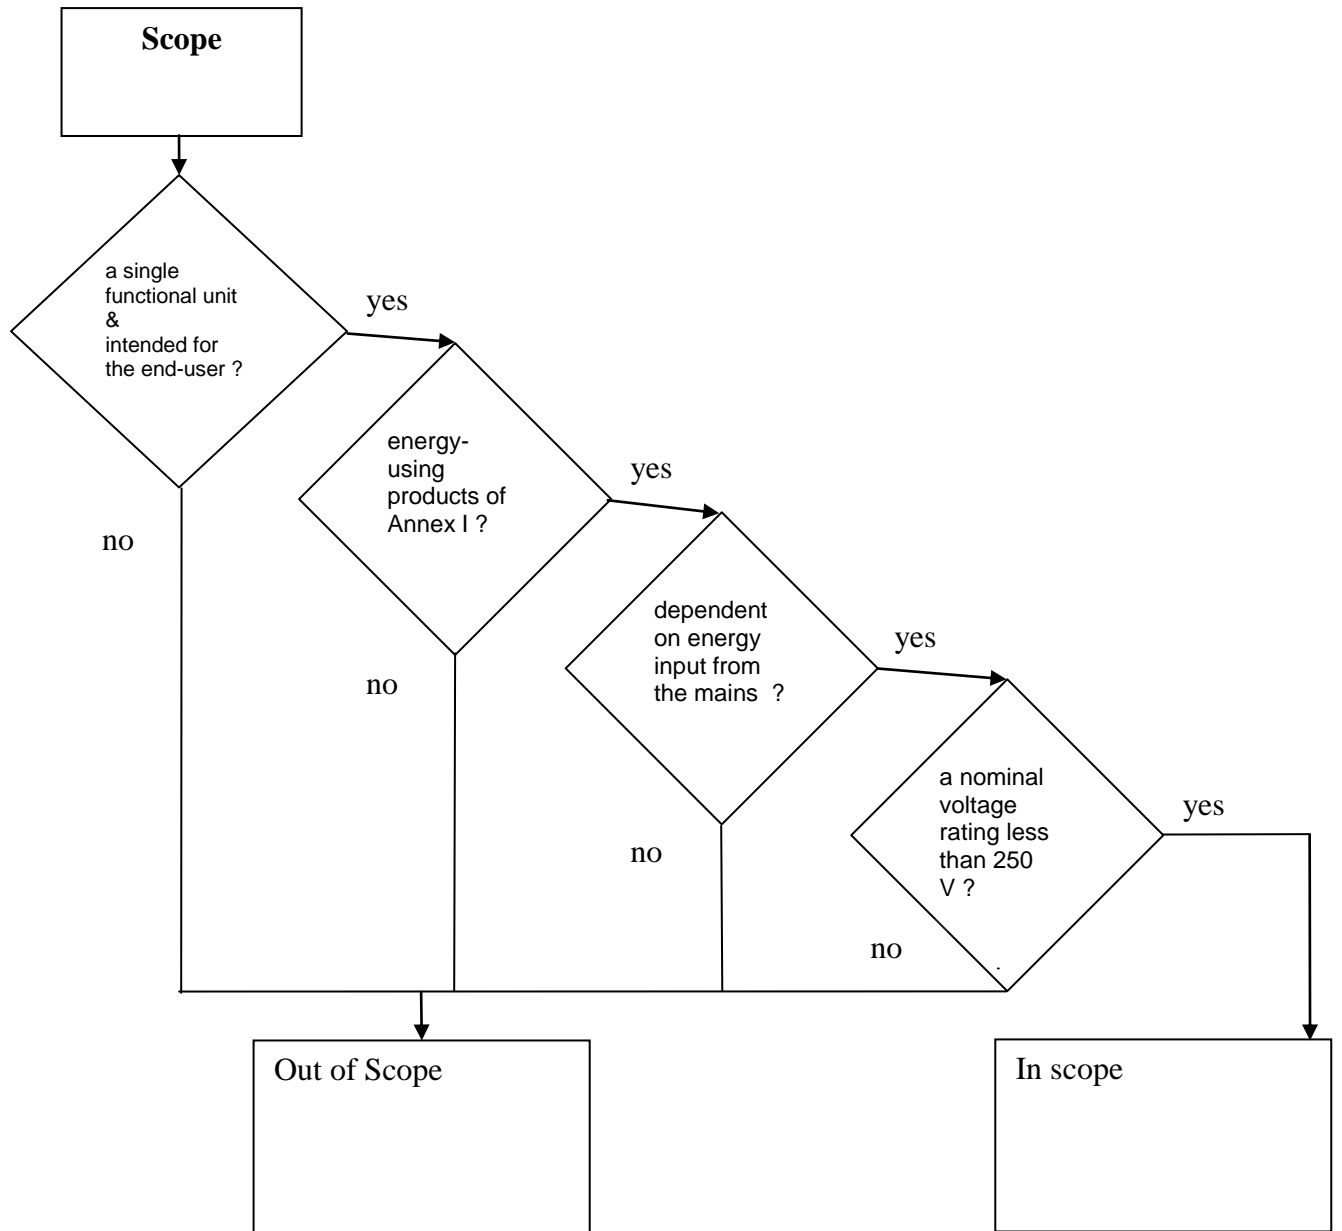 Scope
a single
functional unit
&
intended for
the end-user ?
yes
no
energy-
using
products of
Annex I ?
yes
no
dependent
on energy
input from
the mains ?
yes
no
a nominal
voltage
rating less
than 250
V ?
yes
no
.
Out of Scope
In scope